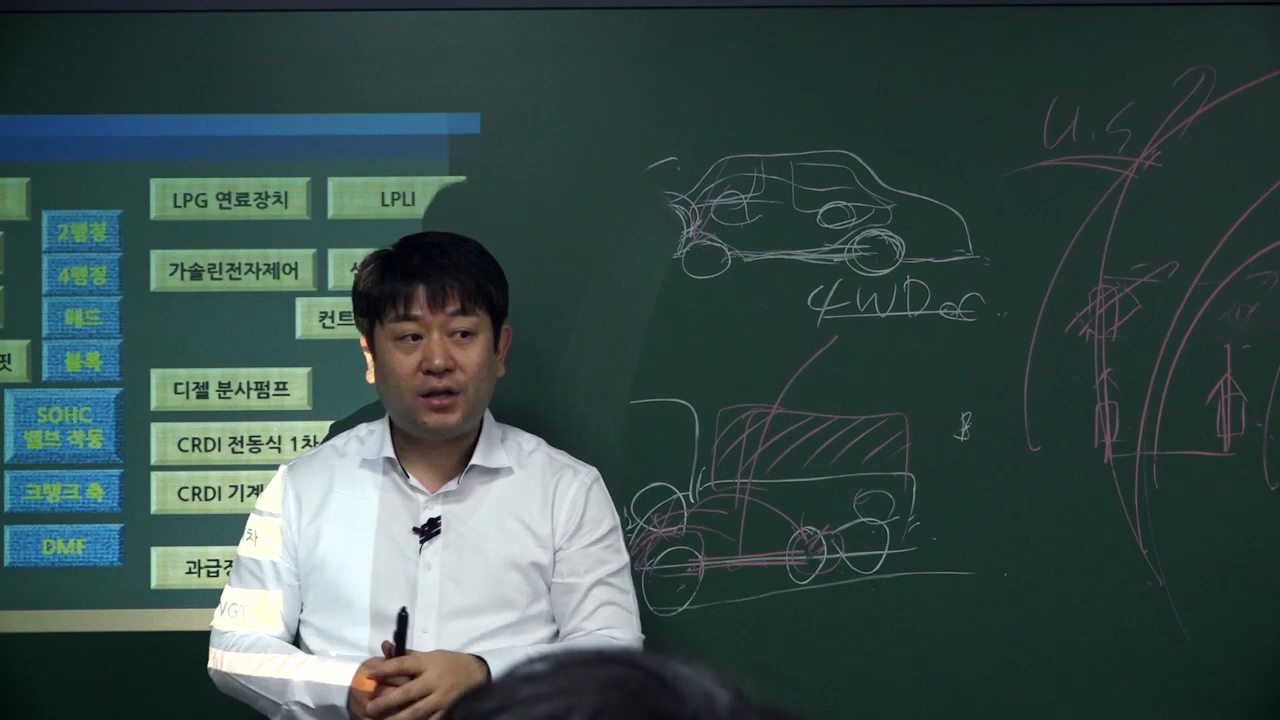 LPG 연료장치
LPLI
2행정
가솔린전자제어
4행정
헤드
컨트
블록
디젤 분사펌프
SOHC
밸브 작동
CRDI 전동식 1차
크랭크 축
CRDI 기계
차
DMF
과급장
VGT
U.S
4WD